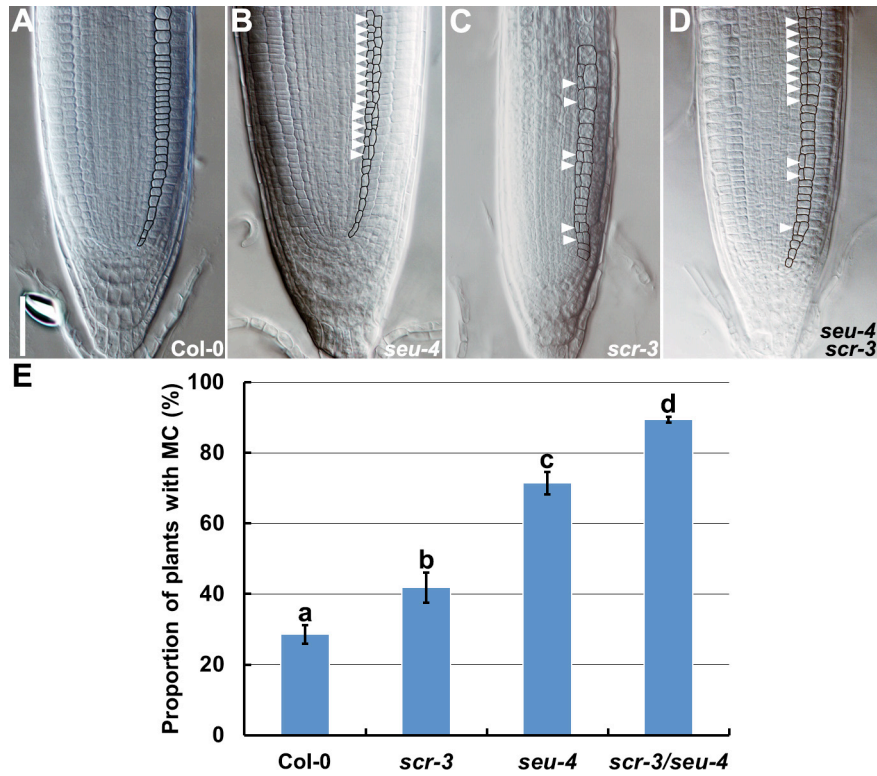 A
B
C
D
Col-0
seu-4
scr-3
seu-4
scr-3
E
Proportion of plants with MC (%)
100
80
60
40
20
0
a
b
c
d
Col-0
scr-3
seu-4
scr-3/seu-4